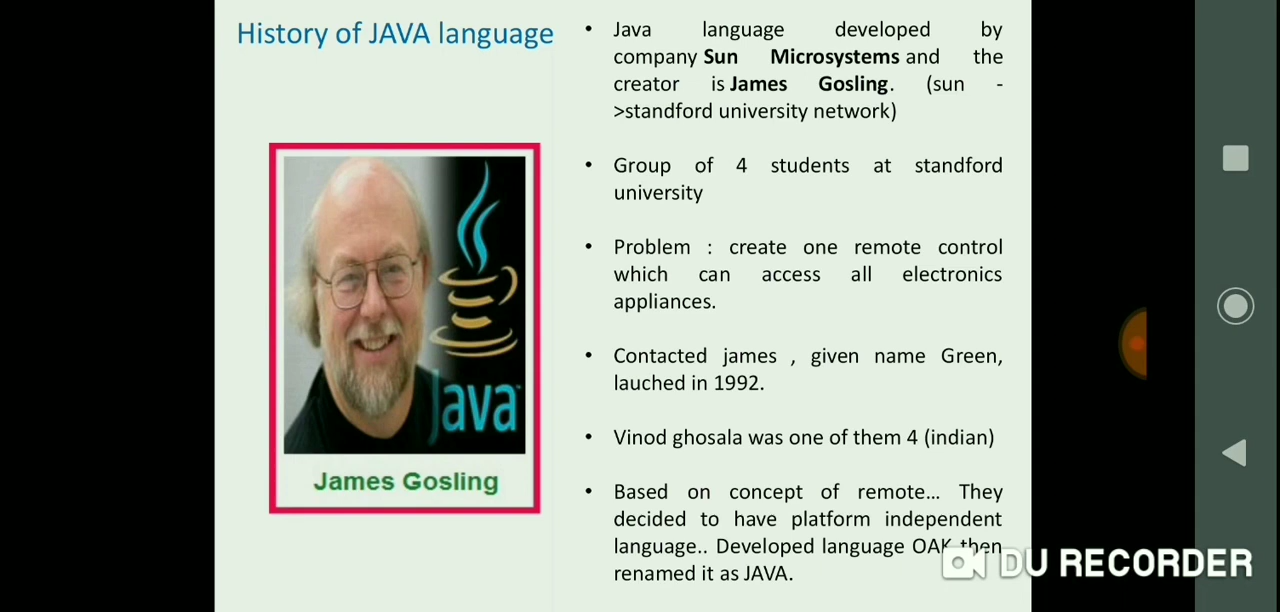 History of JAVA language
Java
James Gosling
• Java language developed by
company Sun Microsystems and the
creator is James Gosling. (sun -
>standford university network)
• Group of 4 students at standford
university
• Problem : create one remote control
which can access all electronics
appliances.
• Contacted james , given name Green,
lauched in 1992.
• Vinod ghosala was one of them 4 (indian)
• Based on concept of remote... They
decided to have platform independent
language.. Developed language OAK then
renamed it as JAVA.
DU RECORDER